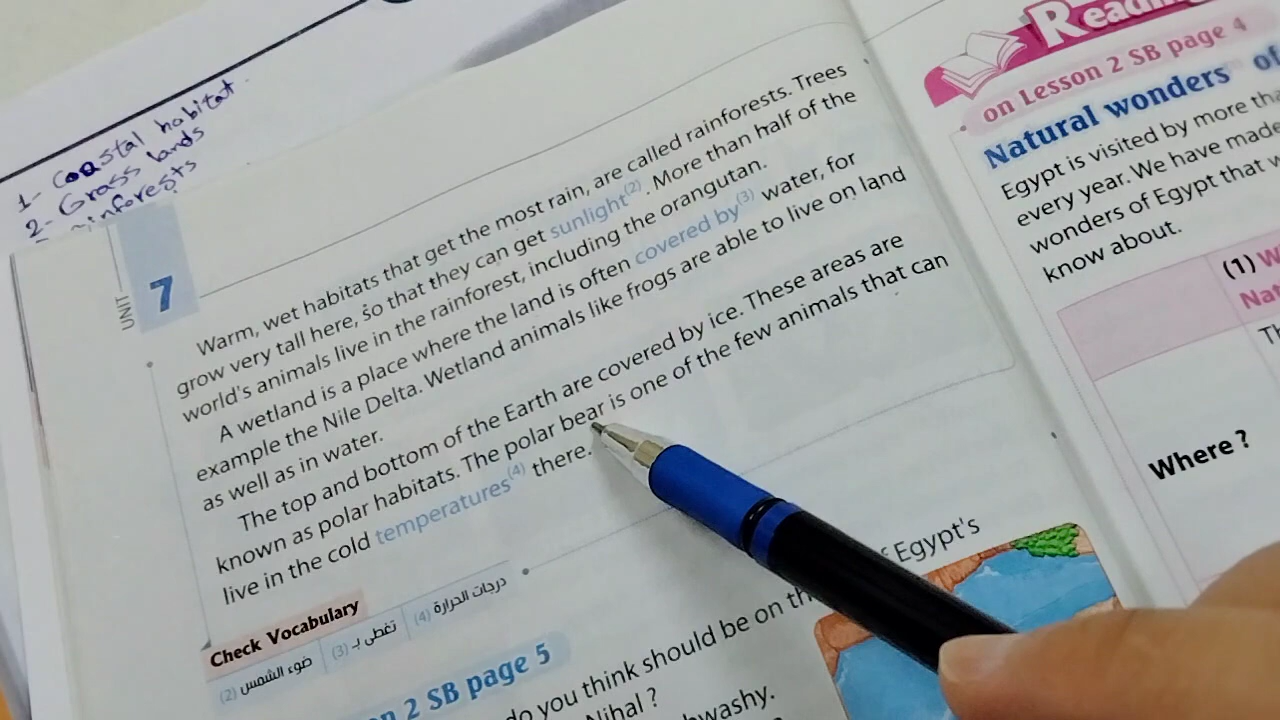 1- Coastal habitat.
2- Grass lands
inforests
UNIT
7
Warm, wet habitats that get the most rain, are called rainforests. Trees
grow very tall here, so that they can get sunlight(2). More than half of the
world's animals live in the rainforest, including the orangutan.
A wetland is a place where the land is often covered by(3) water, for
example the Nile Delta. Wetland animals like frogs are able to live on land
as well as in water.
The top and bottom of the Earth are covered by ice. These areas are
known as polar habitats. The polar bear is one of the few animals that can
live in the cold temperatures(4) there.
Check Vocabulary
(2) ضوء الشمس (3) تغطى بـ (4) درجات الحرارة
n 2 SB page 5
do you think should be on th
f Egypt's
Nihal ?
hwashy.
Reading
on Lesson 2 SB page 4
Natural wonders of
Egypt is visited by more tha
every year. We have made
wonders of Egypt that w
know about.
(1) W
Nat
Th
Where ?